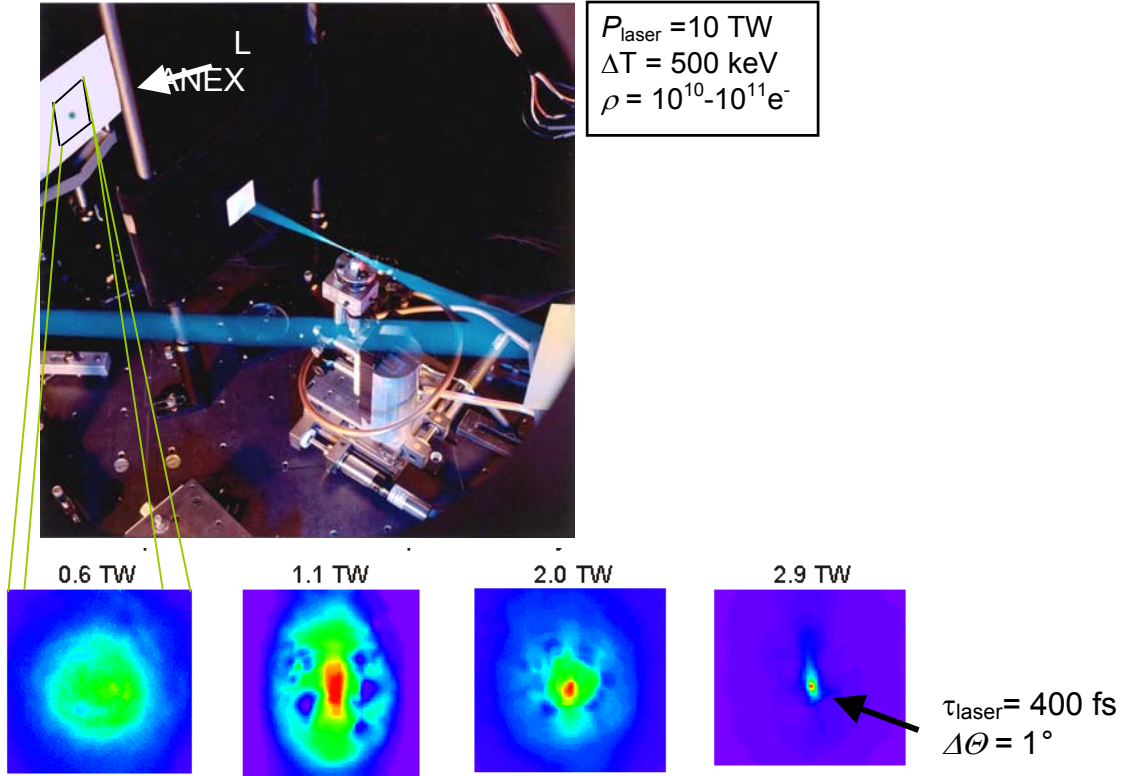 L
ANEX
P_laser =10 TW
ΔT = 500 keV
ρ = 10^10-10^11e^-
0.6 TW
1.1 TW
2.0 TW
2.9 TW
τ_laser= 400 fs
ΔΘ = 1°